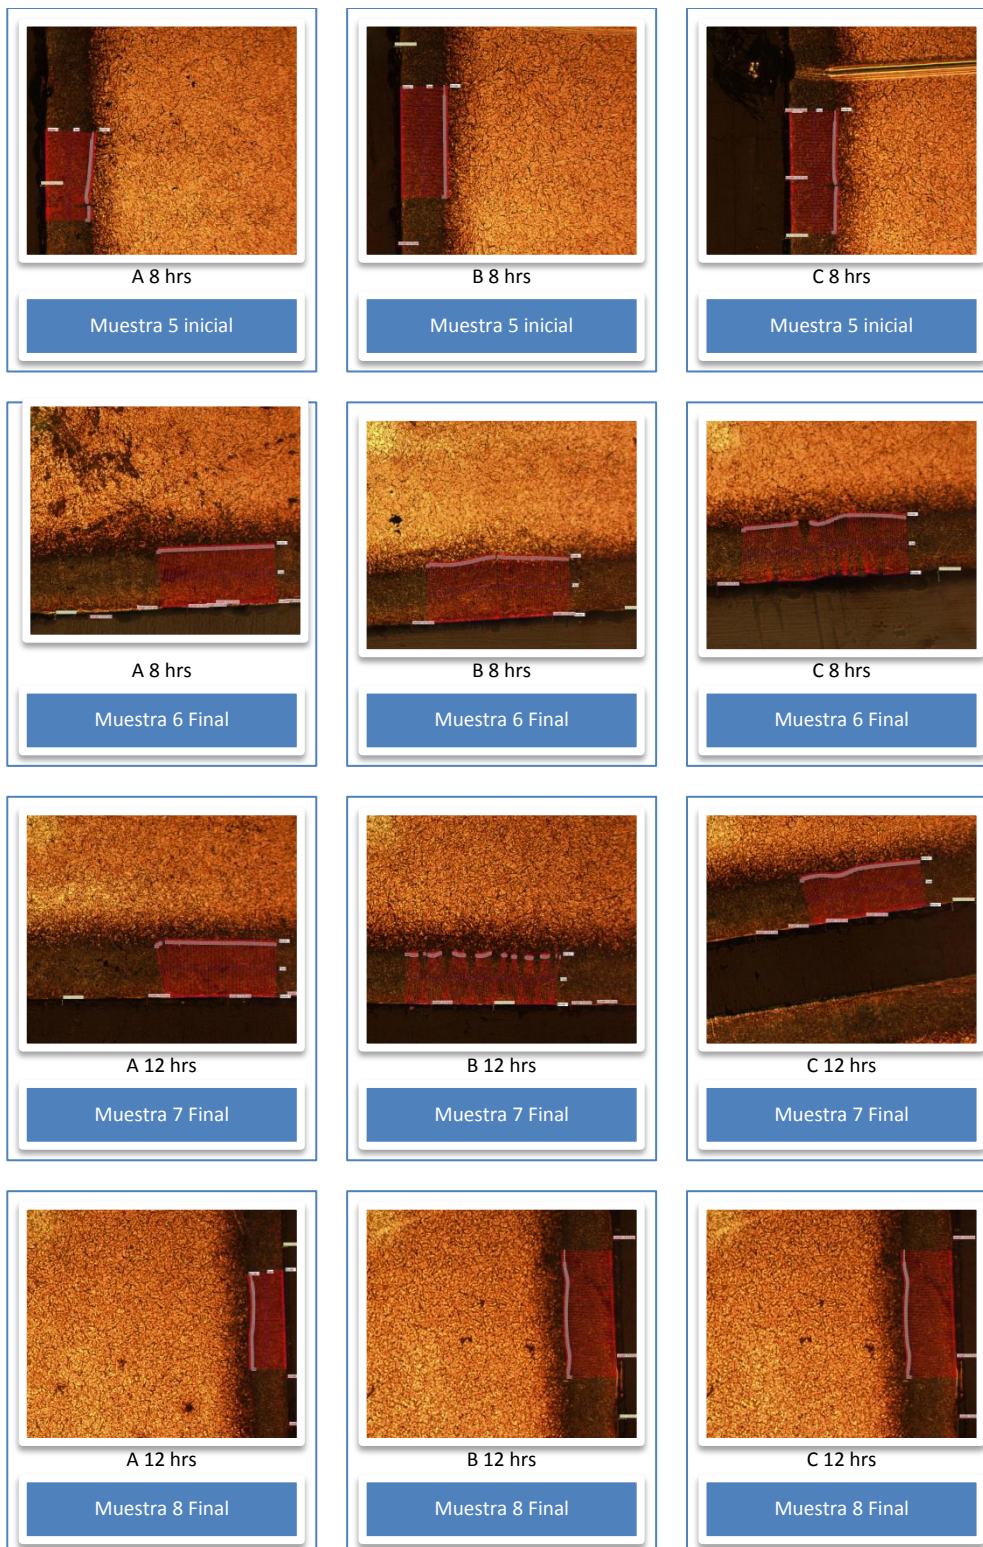 A 8 hrs
B 8 hrs
C 8 hrs
Muestra 5 inicial
Muestra 5 inicial
Muestra 5 inicial
A 8 hrs
B 8 hrs
C 8 hrs
Muestra 6 Final
Muestra 6 Final
Muestra 6 Final
A 12 hrs
B 12 hrs
C 12 hrs
Muestra 7 Final
Muestra 7 Final
Muestra 7 Final
A 12 hrs
B 12 hrs
C 12 hrs
Muestra 8 Final
Muestra 8 Final
Muestra 8 Final